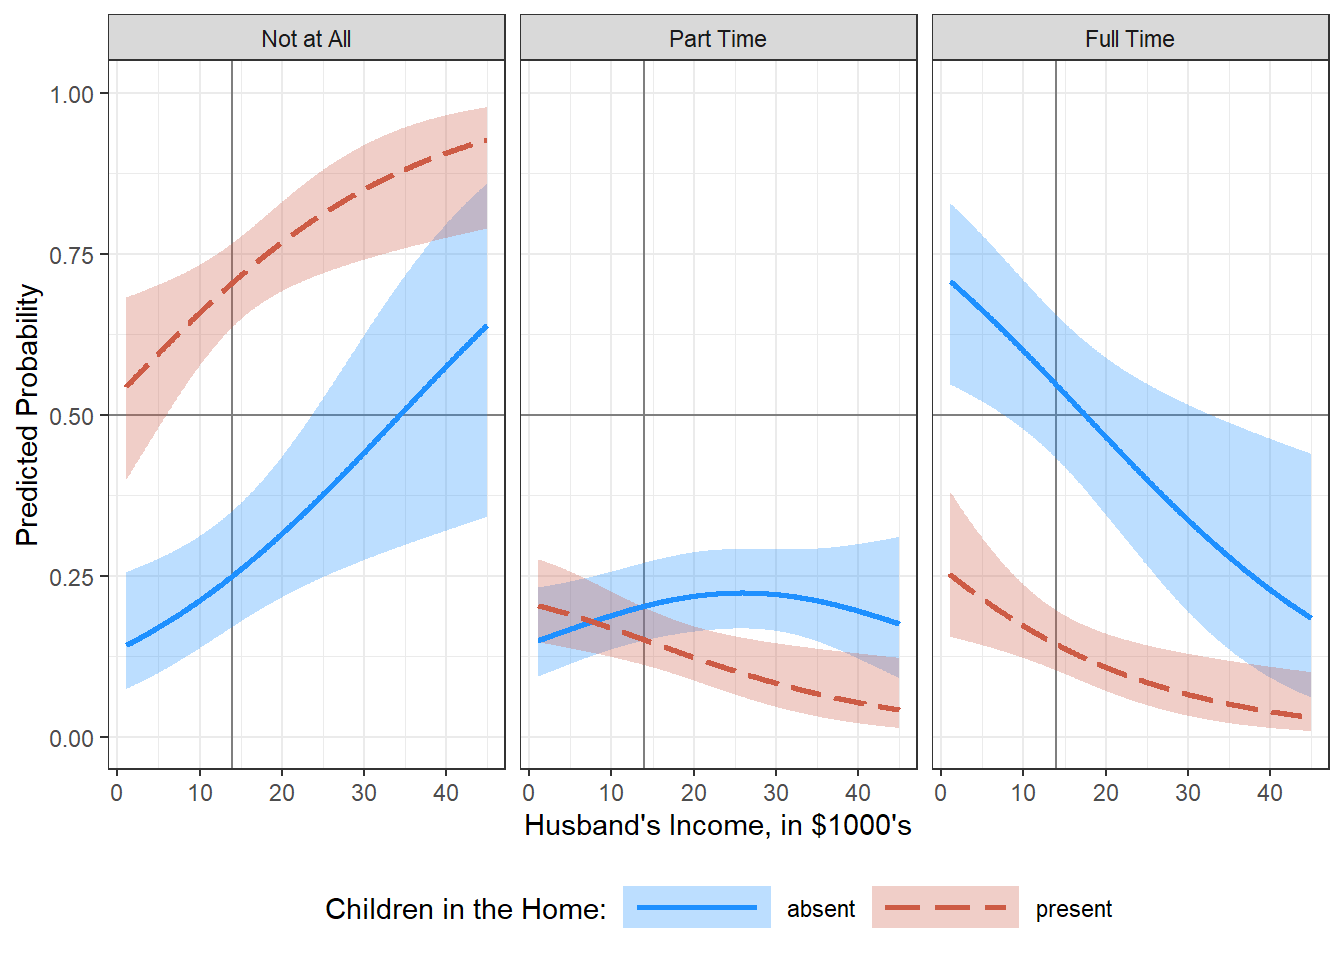 Not at All
Part Time
Full Time
Predicted Probability
1.00
0.75
0.50
0.25
0.00
0 10 20 30 40
0 10 20 30 40
0 10 20 30 40
Husband's Income, in $1000's
Children in the Home: absent present